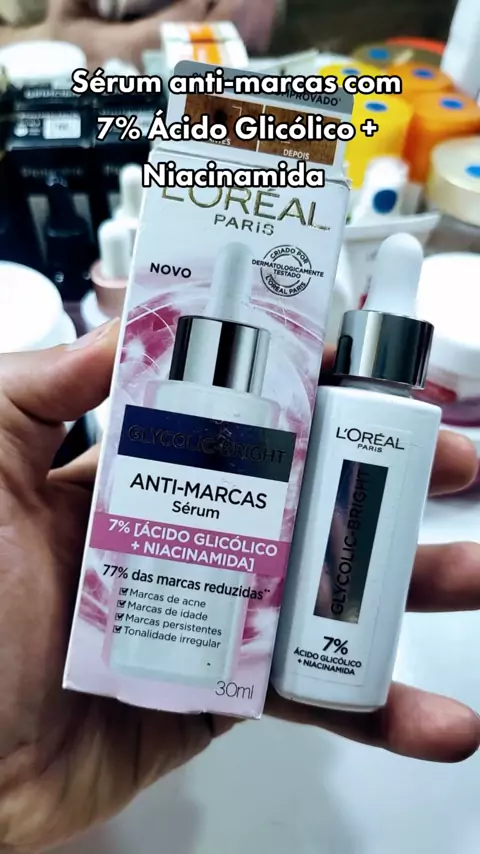 Sérum anti-marcas com
7% Ácido Glicólico +
Niacinamida
DEPOIS
L'ORÉAL
PARIS
NOVO
CRIADO POR
DERMATOLOGICAMENTE
TESTADO
L'ORÉAL PARIS
GLYCOLIC-BRIGHT
ANTI-MARCAS
Sérum
7% [ÁCIDO GLICÓLICO
+ NIACINAMIDA]
77% das marcas reduzidas**
Marcas de acne
Marcas de idade
Marcas persistentes
Tonalidade irregular
30ml
L'ORÉAL
PARIS
GLYCOLIC-BRIGHT
7%
ÁCIDO GLICÓLICO
+ NIACINAMIDA